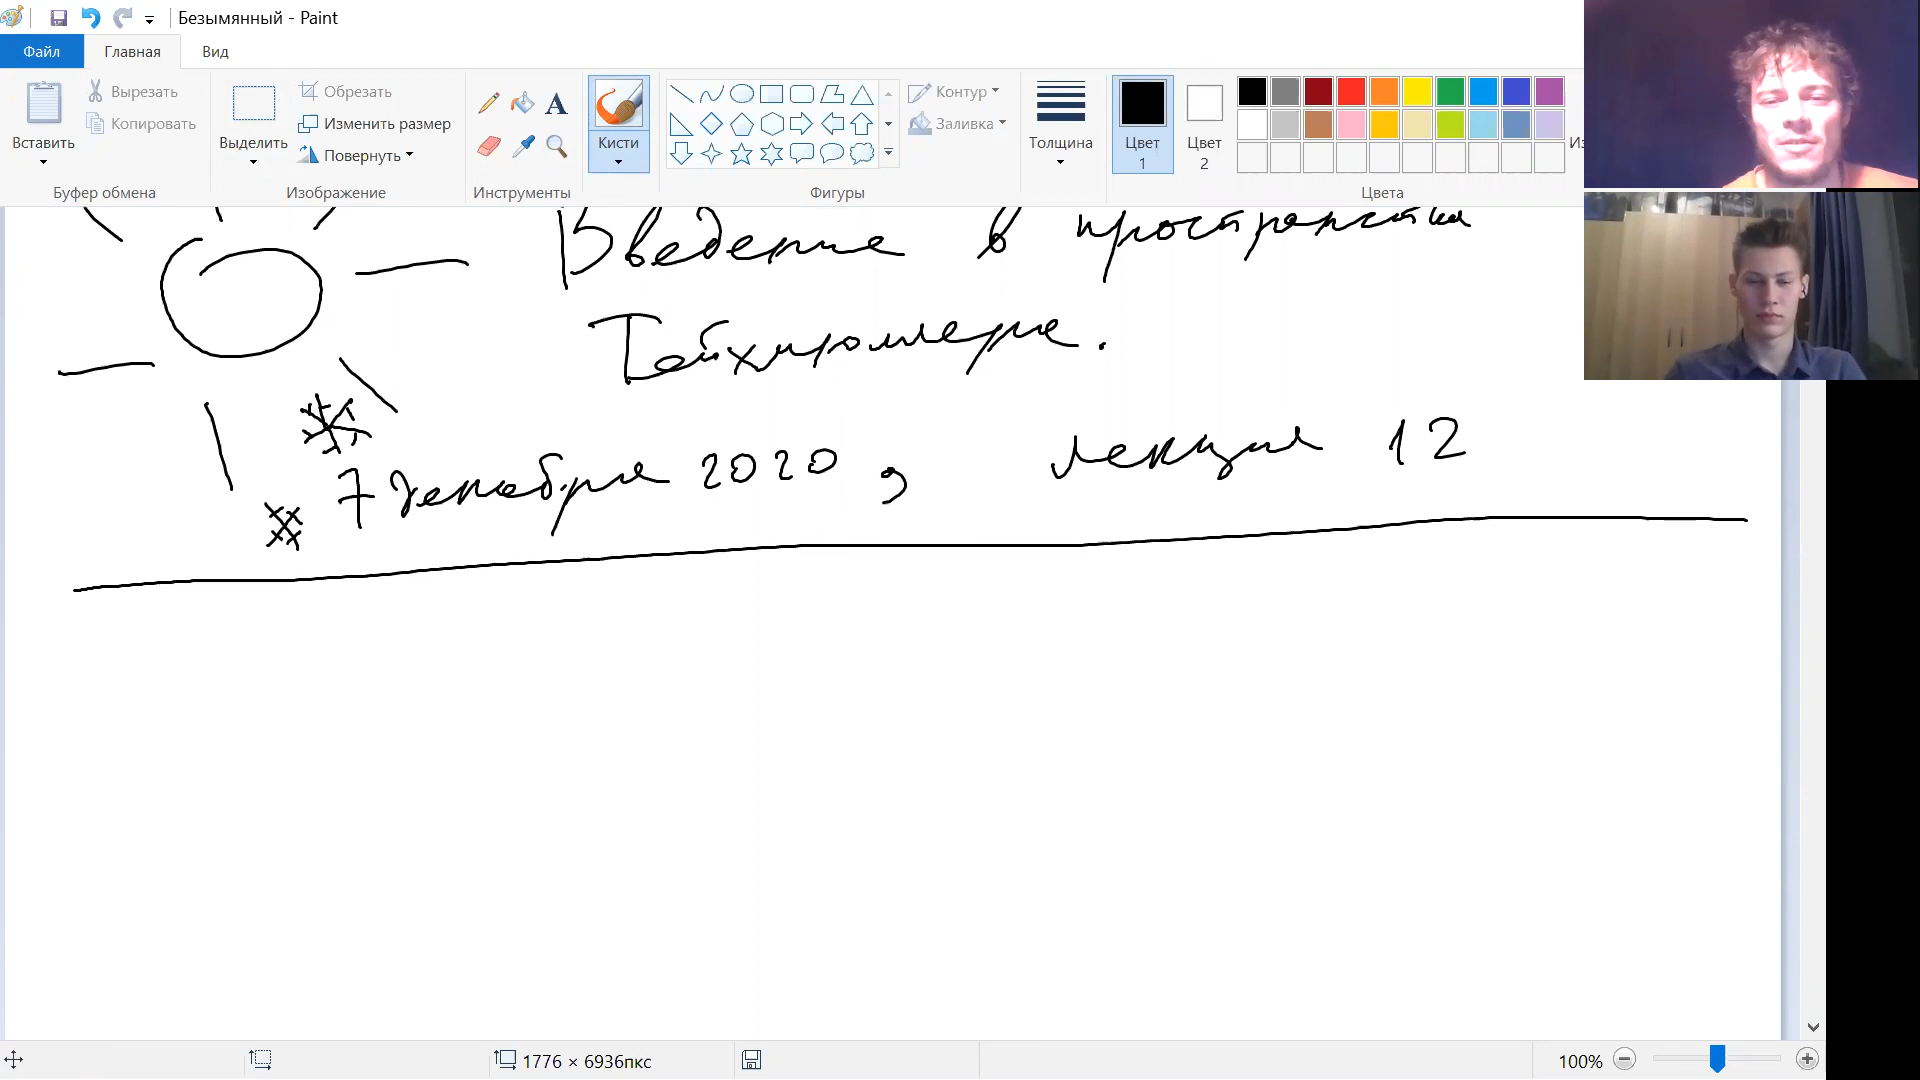 Безымянный - Paint
Файл Главная Вид
Вставить
Вырезать
Копировать
Буфер обмена
Выделить
Обрезать
Изменить размер
Повернуть
Изображение
Инструменты
Кисти
Фигуры
Контур
Заливка
Толщина
Цвет 1
Цвет 2
Цвета
Из
Введение в пространства
Тейхмюллера.
7 декабря 2020, лекция 12
1776 × 6936пкс
100%